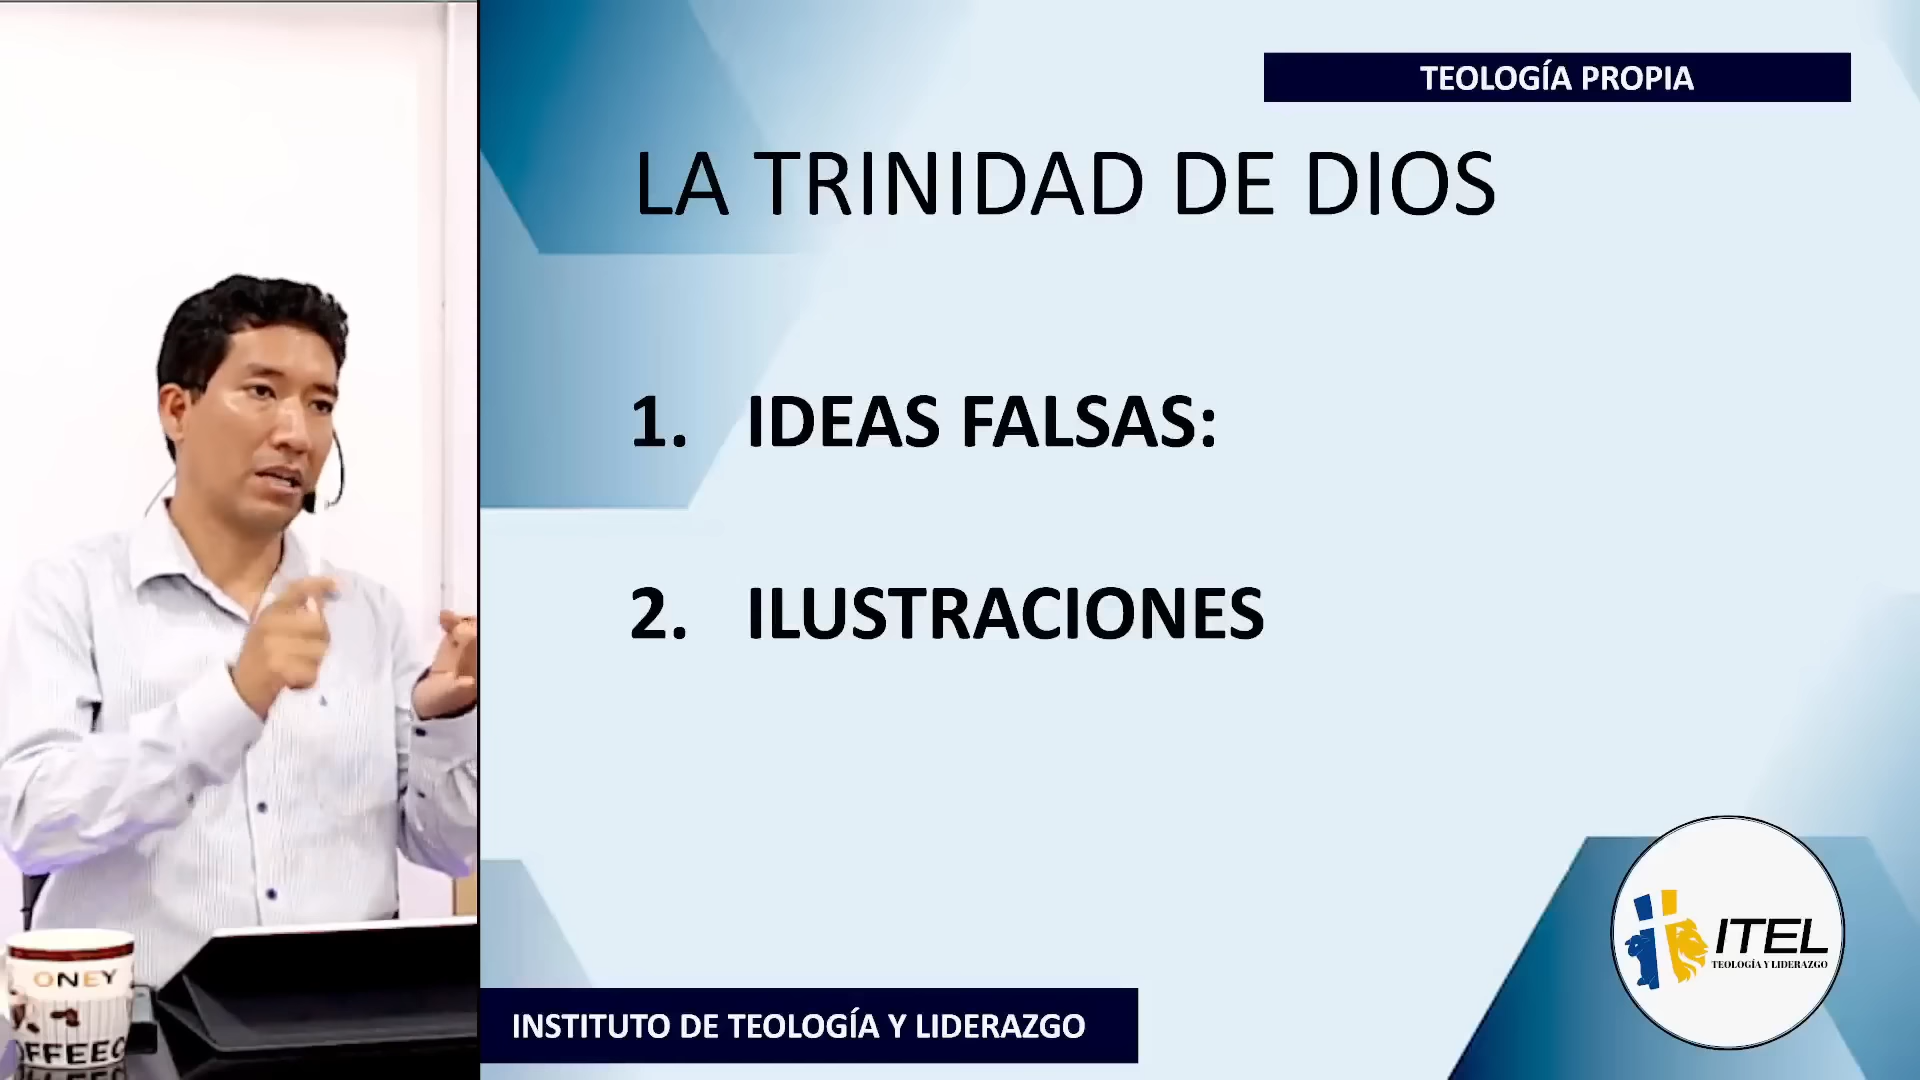 TEOLOGÍA PROPIA
LA TRINIDAD DE DIOS
1. IDEAS FALSAS:
2. ILUSTRACIONES
ITEL
TEOLOGÍA Y LIDERAZGO
INSTITUTO DE TEOLOGÍA Y LIDERAZGO
ONEY
OFFEEC